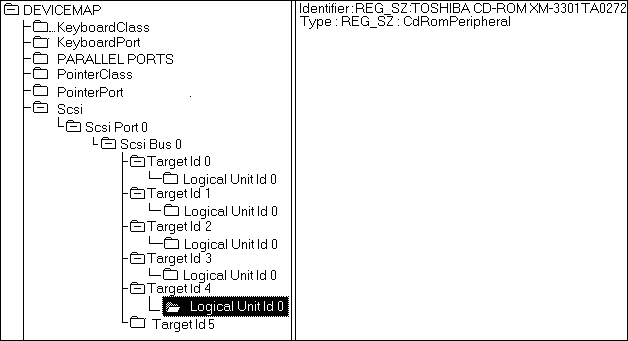 DEVICEMAP
KeyboardClass
KeyboardPort
PARALLEL PORTS
PointerClass
PointerPort
Scsi
Scsi Port 0
Scsi Bus 0
Target Id 0
Logical Unit Id 0
Target Id 1
Logical Unit Id 0
Target Id 2
Logical Unit Id 0
Target Id 3
Logical Unit Id 0
Target Id 4
Logical Unit Id 0
Target Id 5
Identifier:REG_SZ:TOSHIBA CD-ROM XM-3301TA0272
Type : REG_SZ : CdRomPeripheral